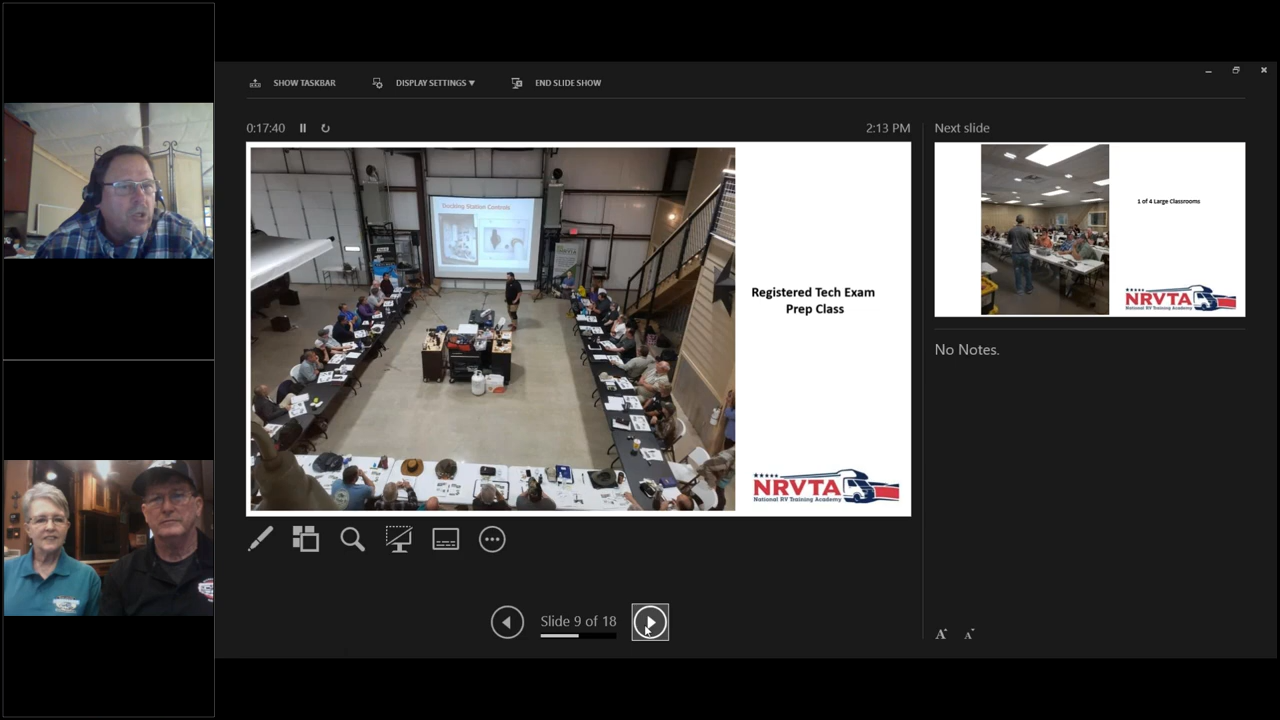 SHOW TASKBAR
DISPLAY SETTINGS ▼
END SLIDE SHOW
0:17:40
2:13 PM
Next slide
Docking Station Controls
Registered Tech Exam
Prep Class
NRVTA
National RV Training Academy
1 of 4 Large Classrooms
NRVTA
National RV Training Academy
No Notes.
Slide 9 of 18
A
A